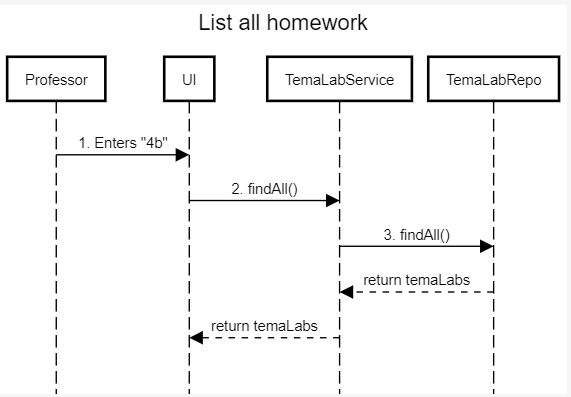 List all homework
Professor
UI
TemaLabService
TemaLabRepo
1. Enters "4b"
2. findAll()
3. findAll()
return temaLabs
return temaLabs